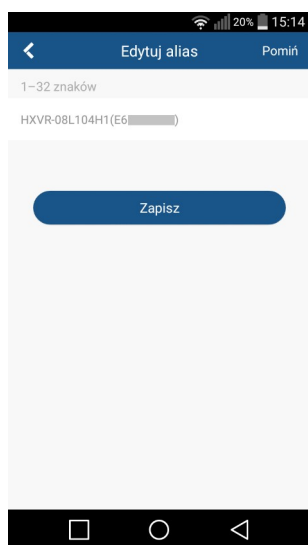 20% 15:14
Edytuj alias Pomiń
1–32 znaków
HXVR-08L104H1(E6 )
Zapisz